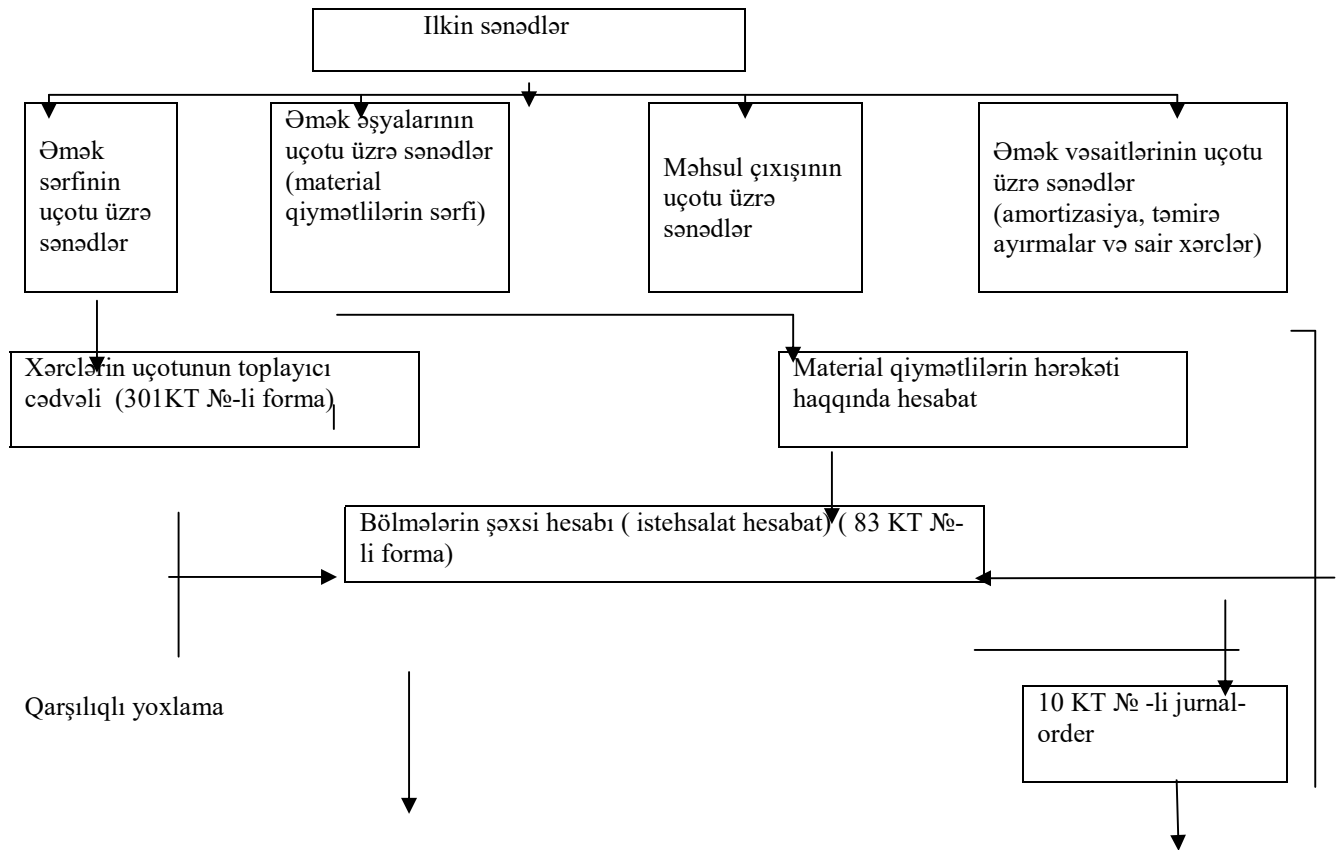 Ilkin sənədlər
Əmək
sərfinin
uçotu üzrə
sənədlər
Əmək əşyalarının
uçotu üzrə sənədlər
(material
qiymətlilərin sərfi)
Məhsul çıxışının
uçotu üzrə
sənədlər
Əmək vəsaitlərinin uçotu
üzrə sənədlər
(amortizasiya, təmirə
ayırmalar və sair xərclər)
Xərclərin uçotunun toplayıcı
cədvəli (301KT №-li forma)
Material qiymətlilərin hərəkəti
haqqında hesabat
Bölmələrin şəxsi hesabı ( istehsalat hesabat) ( 83 KT №-
li forma)
Qarşılıqlı yoxlama
10 KT № -li jurnal-
order